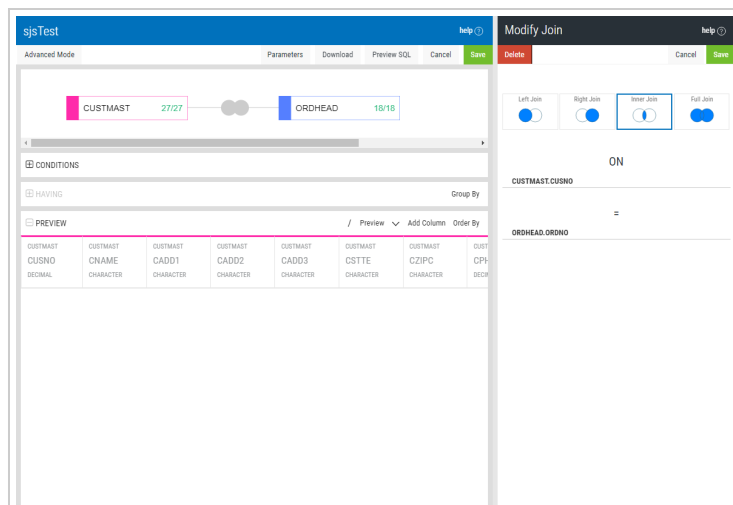 sjsTest help
Advanced Mode Parameters Download Preview SQL Cancel Save
CUSTMAST 27/27 ORDHEAD 18/18
CONDITIONS
HAVING Group By
PREVIEW / Preview Add Column Order By
CUSTMAST CUSTMAST CUSTMAST CUSTMAST CUSTMAST CUSTMAST CUSTMAST CUST
CUSNO CNAME CADD1 CADD2 CADD3 CSTTE CZIPC CPH
DECIMAL CHARACTER CHARACTER CHARACTER CHARACTER CHARACTER CHARACTER DECIM
Modify Join help
Delete Cancel Save
Left Join Right Join Inner Join Full Join
ON
CUSTMAST.CUSNO
=
ORDHEAD.ORDNO